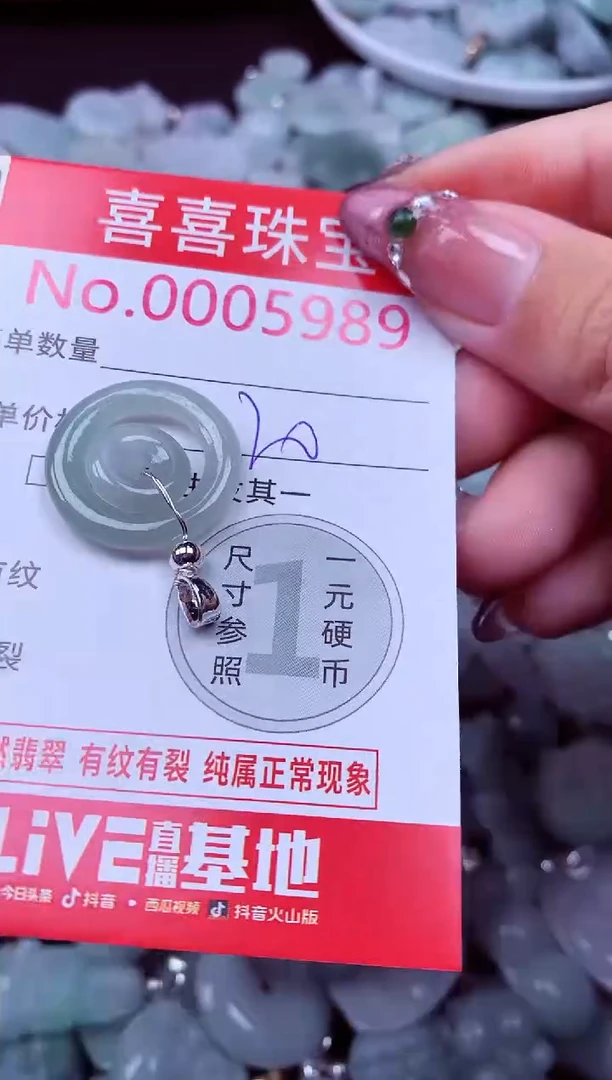 喜喜珠宝
No.0005989
单数量
单价
其一
尺寸参照
1
一元硬币
纹
裂
翡翠 有纹有裂 纯属正常现象
LiVE直播基地
今日头条 抖音 • 西瓜视频 抖音火山版